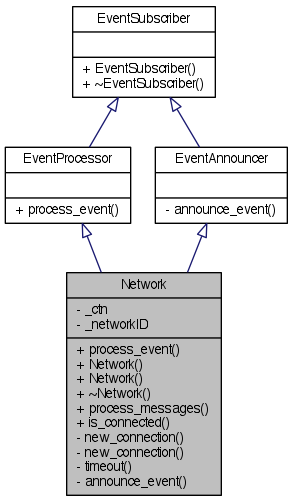 EventSubscriber
+ EventSubscriber()
+ ~EventSubscriber()
EventProcessor
+ process_event()
EventAnnouncer
- announce_event()
Network
- _ctn
- _networkID
+ process_event()
+ Network()
+ Network()
+ ~Network()
+ process_messages()
+ is_connected()
- new_connection()
- new_connection()
- timeout()
- announce_event()